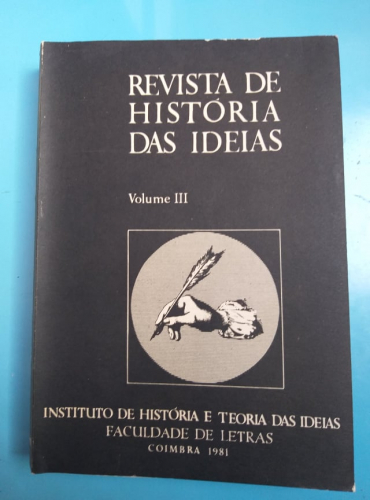 REVISTA DE
HISTÓRIA
DAS IDEIAS
Volume III
INSTITUTO DE HISTÓRIA E TEORIA DAS IDEIAS
FACULDADE DE LETRAS
COIMBRA 1981